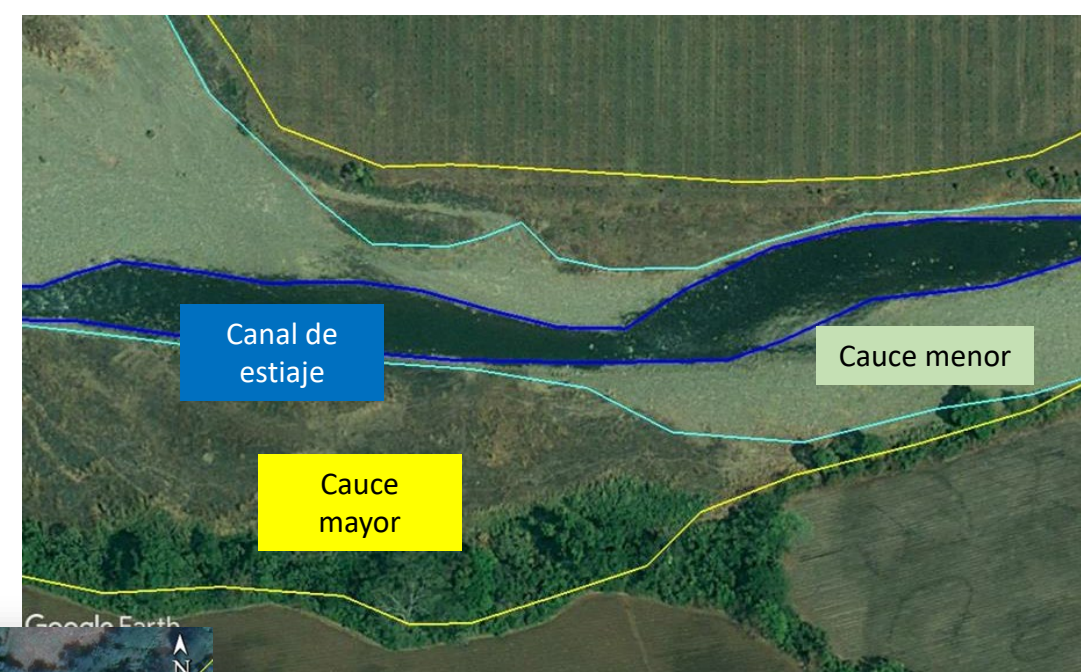 Canal de
estiaje
Cauce menor
Cauce
mayor
Google Earth
N